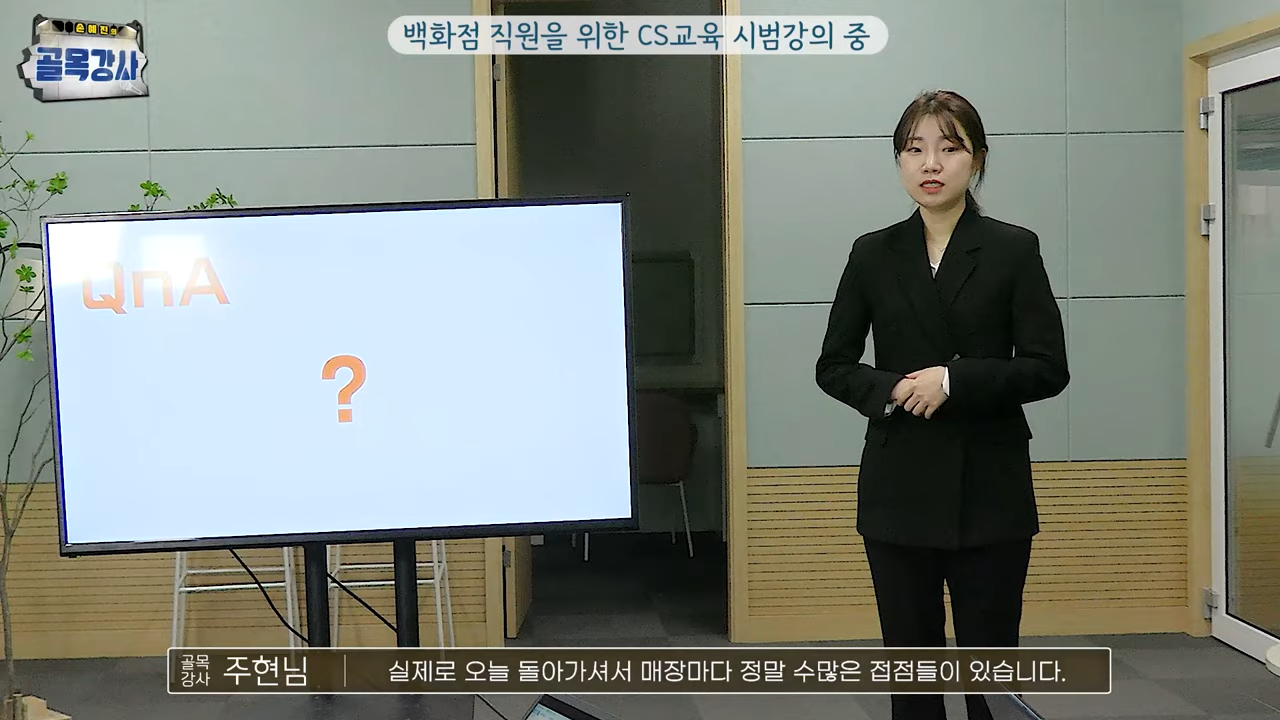 손예진의
골목강사
백화점 직원을 위한 CS교육 시범강의 중
QnA
?
골목
강사
주현님
실제로 오늘 돌아가셔서 매장마다 정말 수많은 접점들이 있습니다.